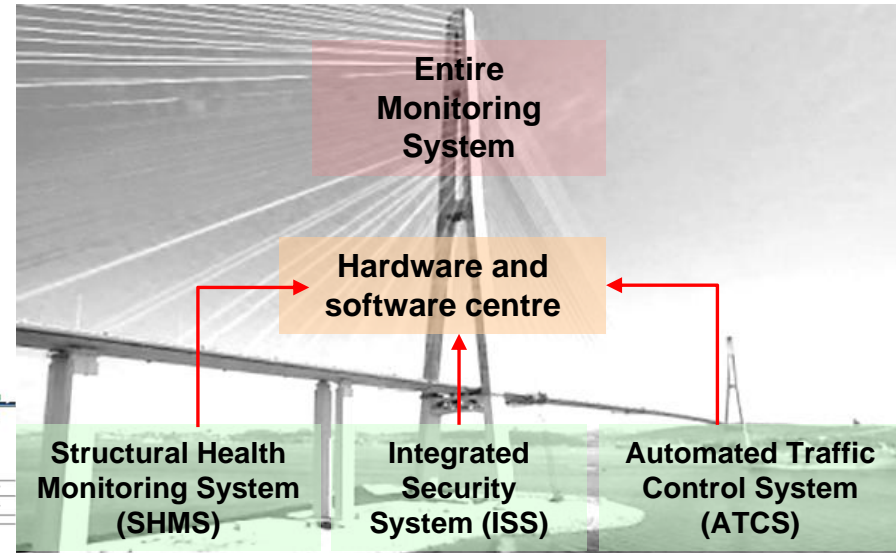 Entire
Monitoring
System
Hardware and
software centre
Structural Health
Monitoring System
(SHMS)
Integrated
Security
System (ISS)
Automated Traffic
Control System
(ATCS)